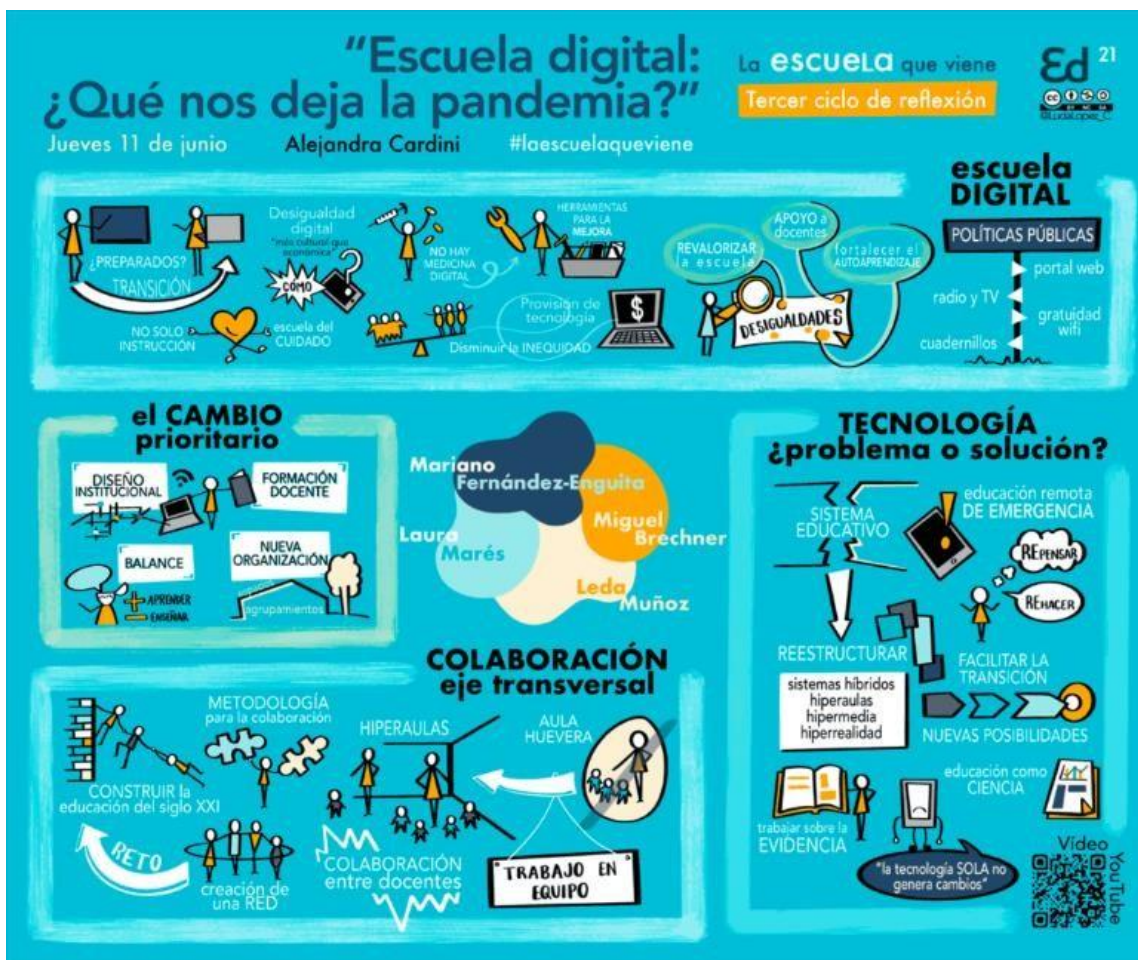 "Escuela digital:
¿Qué nos deja la pandemia?"
La escuela que viene
Tercer ciclo de reflexión
Ed 21
BY NC SA
@LudaLopez_C
Jueves 11 de junio
Alejandra Cardini
#laescuelaqueviene
escuela
DIGITAL
¿PREPARADOS?
TRANSICIÓN
NO SOLO
INSTRUCCIÓN
Desigualdad
digital
"más cultural que
económica"
CÓMO
escuela del
CUIDADO
NO HAY
MEDICINA
DIGITAL
HERRAMIENTAS
PARA LA
MEJORA
Provisión de
tecnología
$
Disminuir la INEQUIDAD
REVALORIZAR
la escuela
APOYO a
docentes
fortalecer el
AUTOAPRENDIZAJE
DESIGUALDADES
POLÍTICAS PÚBLICAS
portal web
radio y TV
gratuidad
wifi
cuadernillos
el CAMBIO
prioritario
DISEÑO
INSTITUCIONAL
FORMACIÓN
DOCENTE
BALANCE
+ APRENDER
- ENSEÑAR
NUEVA
ORGANIZACIÓN
agrupamientos
Mariano
Fernández-Enguita
Miguel
Brechner
Laura
Marés
Leda
Muñoz
TECNOLOGÍA
¿problema o solución?
SISTEMA
EDUCATIVO
educación remota
DE EMERGENCIA
REPENSAR
REHACER
REESTRUCTURAR
sistemas híbridos
hiperaulas
hipermedia
hiperrealidad
FACILITAR LA
TRANSICIÓN
NUEVAS POSIBILIDADES
trabajar sobre la
EVIDENCIA
educación como
CIENCIA
"la tecnología SOLA no
genera cambios"
Vídeo
YouTube
COLABORACIÓN
eje transversal
METODOLOGÍA
para la colaboración
CONSTRUIR la
educación del siglo XXI
RETO
creación de
una RED
HIPERAULAS
COLABORACIÓN
entre docentes
AULA
HUEVERA
TRABAJO EN
EQUIPO